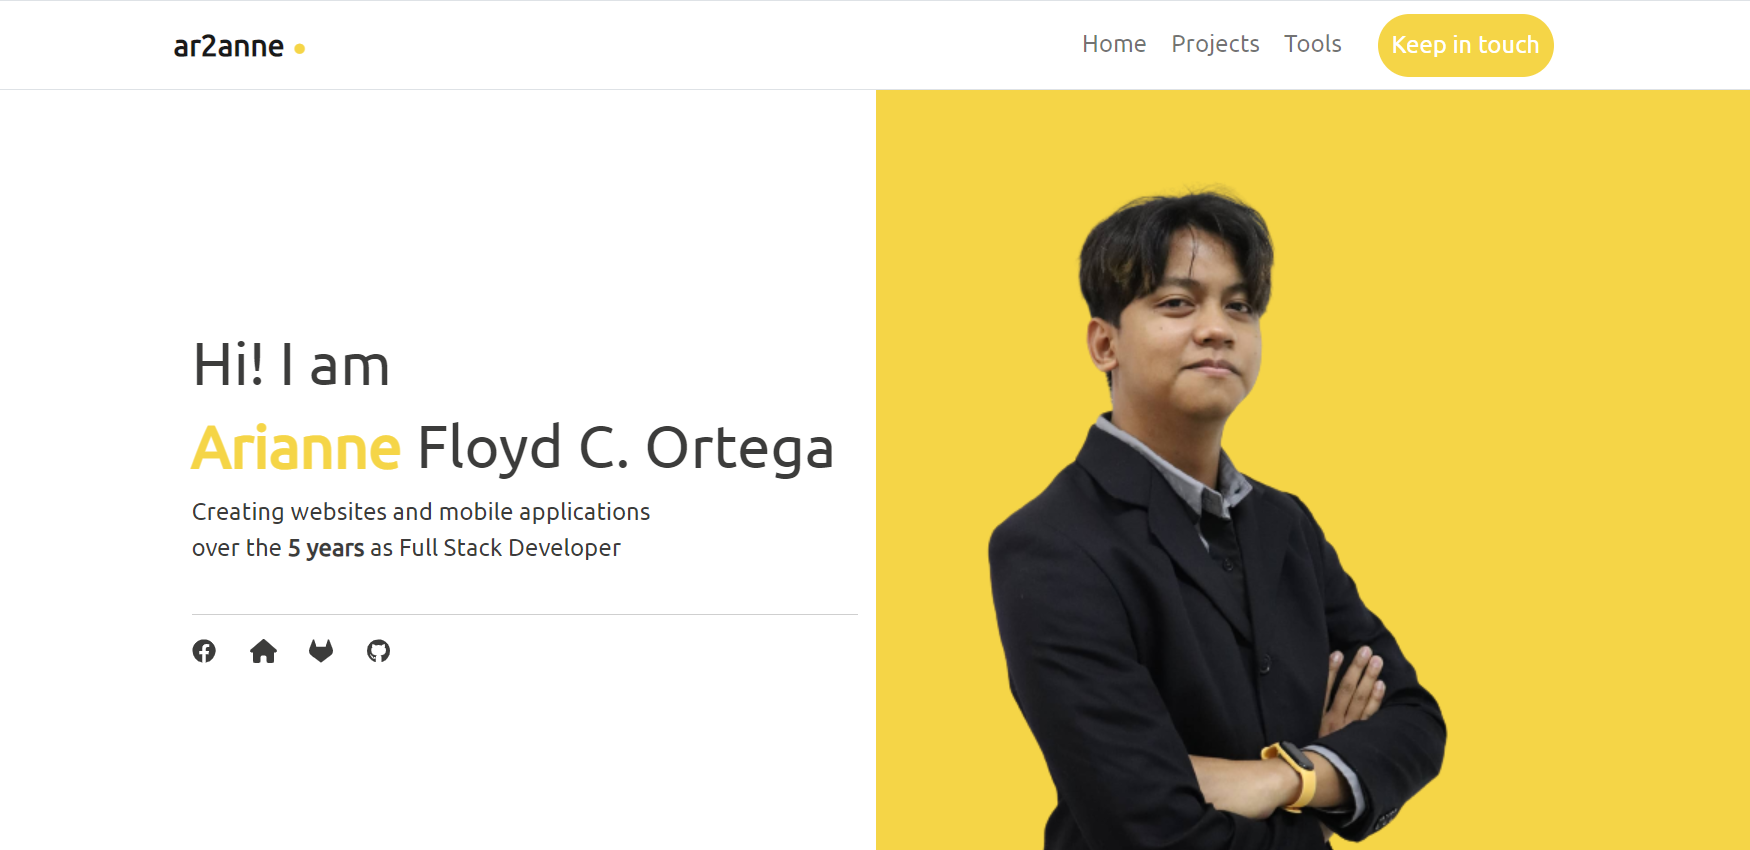 ar2anne
Home Projects Tools Keep in touch
Hi! I am
Arianne Floyd C. Ortega
Creating websites and mobile applications
over the 5 years as Full Stack Developer